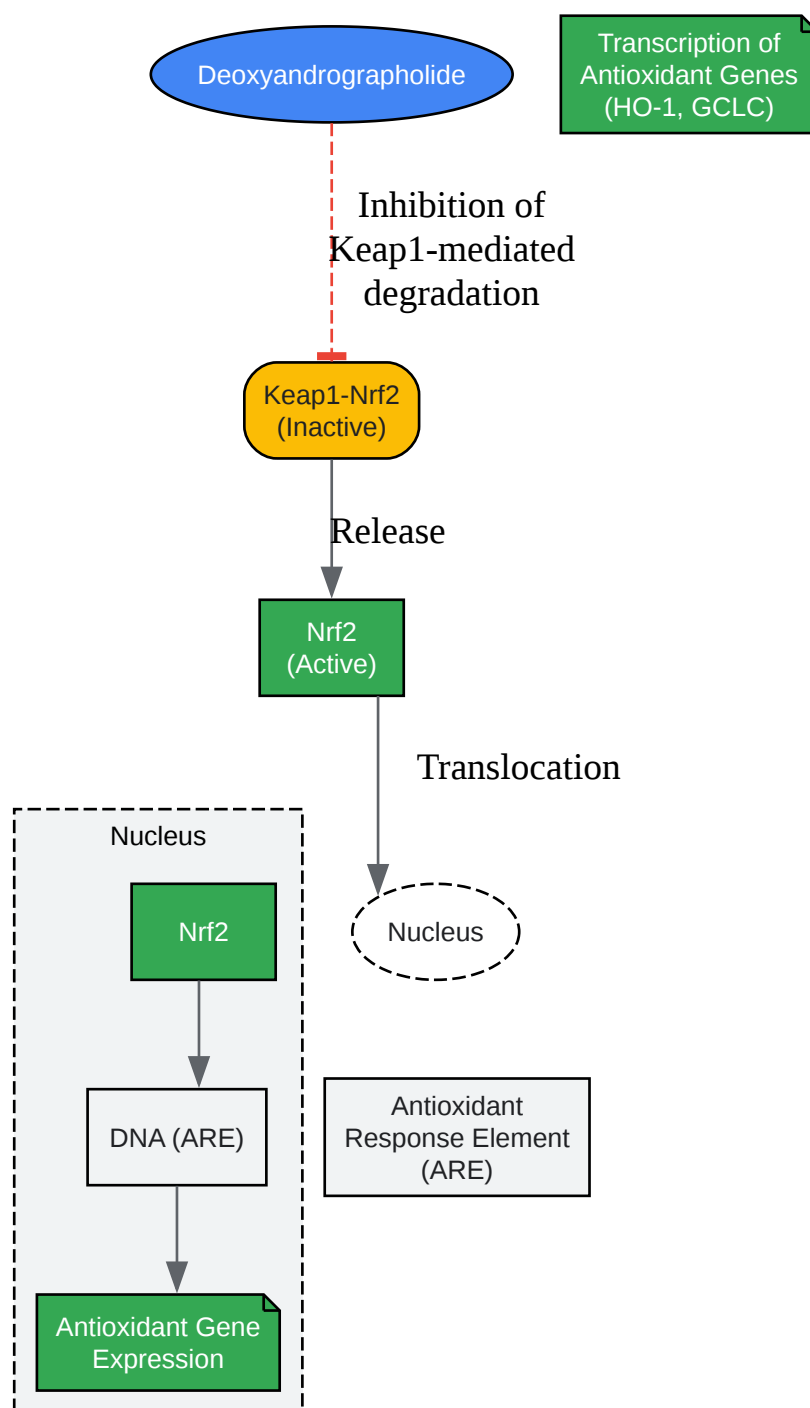 Deoxyandrographolide
Transcription of
Antioxidant Genes
(HO-1, GCLC)
Inhibition of
Keap1-mediated
degradation
Keap1-Nrf2
(Inactive)
Release
Nrf2
(Active)
Translocation
Nucleus
Nrf2
Nucleus
DNA (ARE)
Antioxidant
Response Element
(ARE)
Antioxidant Gene
Expression